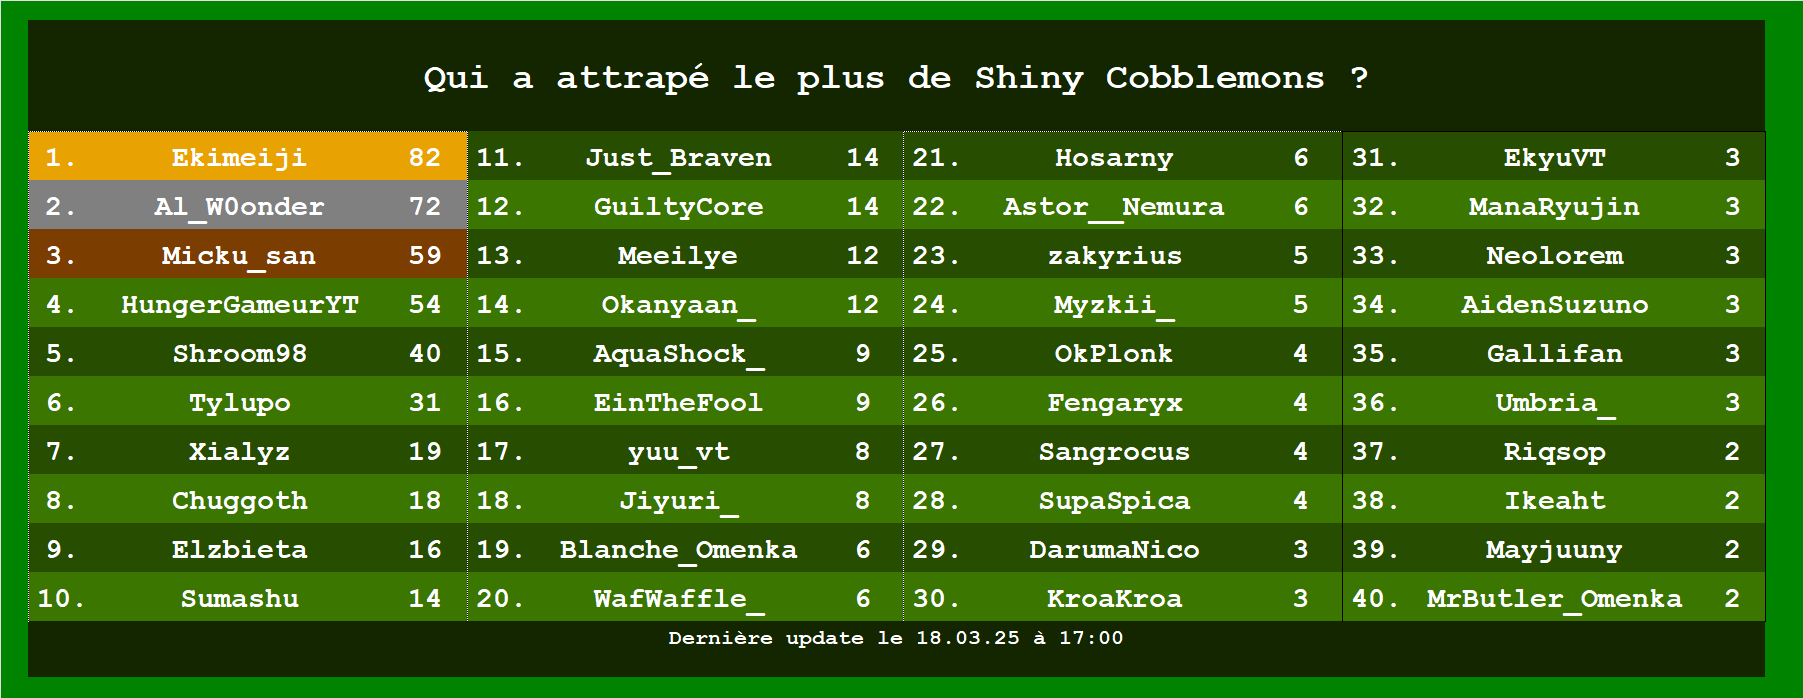 Qui a attrapé le plus de Shiny Cobblemons ?
1. Ekimeiji 82
2. Al_W0onder 72
3. Micku_san 59
4. HungerGameurYT 54
5. Shroom98 40
6. Tylupo 31
7. Xialyz 19
8. Chuggoth 18
9. Elzbieta 16
10. Sumashu 14
11. Just_Braven 14
12. GuiltyCore 14
13. Meeilye 12
14. Okanyaan_ 12
15. AquaShock_ 9
16. EinTheFool 9
17. yuu_vt 8
18. Jiyuri_ 8
19. Blanche_Omenka 6
20. WafWaffle_ 6
21. Hosarny 6
22. Astor__Nemura 6
23. zakyrius 5
24. Myzkii_ 5
25. OkPlonk 4
26. Fengaryx 4
27. Sangrocus 4
28. SupaSpica 4
29. DarumaNico 3
30. KroaKroa 3
31. EkyuVT 3
32. ManaRyujin 3
33. Neolorem 3
34. AidenSuzuno 3
35. Gallifan 3
36. Umbria_ 3
37. Riqsop 2
38. Ikeaht 2
39. Mayjuuny 2
40. MrButler_Omenka 2
Dernière update le 18.03.25 à 17:00